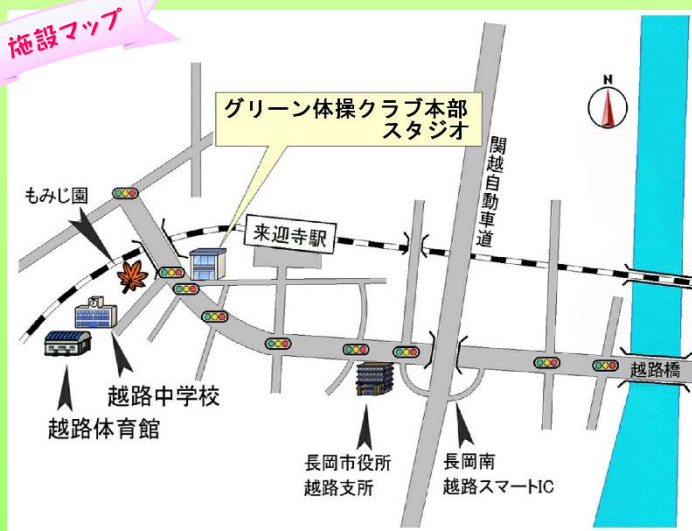 施設マップ
グリーン体操クラブ本部
スタジオ
N
関越自動車道
もみじ園
来迎寺駅
越路橋
越路中学校
越路体育館
長岡市役所
越路支所
長岡南
越路スマートIC